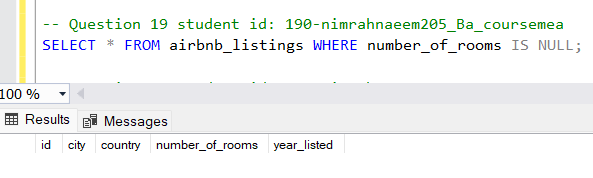 -- Question 19 student id: 190-nimrahnaeem205_Ba_coursemea
SELECT * FROM airbnb_listings WHERE number_of_rooms IS NULL;
100 %
Results Messages
id city country number_of_rooms year_listed